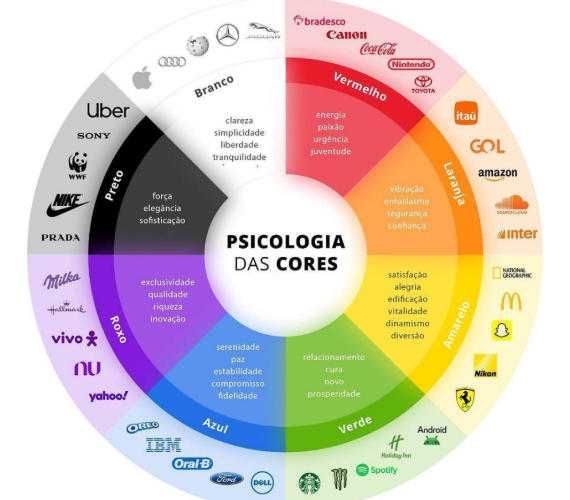 PSICOLOGIA
DAS CORES
Branco
clareza
simplicidade
liberdade
tranquilidade
JAGUAR
Vermelho
energia
paixão
urgência
juventude
bradesco
Canon
Coca-Cola
Nintendo
TOYOTA
Laranja
vibração
entusiasmo
segurança
confiança
itaú
GOL
amazon
SOUNDCLOUD
inter
Amarelo
satisfação
alegria
edificação
vitalidade
dinamismo
diversão
NATIONAL
GEOGRAPHIC
Nikon
Verde
relacionamento
cura
novo
prosperidade
Android
Holiday Inn
Spotify
Azul
serenidade
paz
estabilidade
compromisso
fidelidade
OREO
IBM
Oral-B
Ford
DELL
Roxo
exclusividade
qualidade
riqueza
inovação
Milka
Hallmark
vivo
nu
yahoo!
Preto
força
elegância
sofisticação
Uber
SONY
WWF
NIKE
PRADA